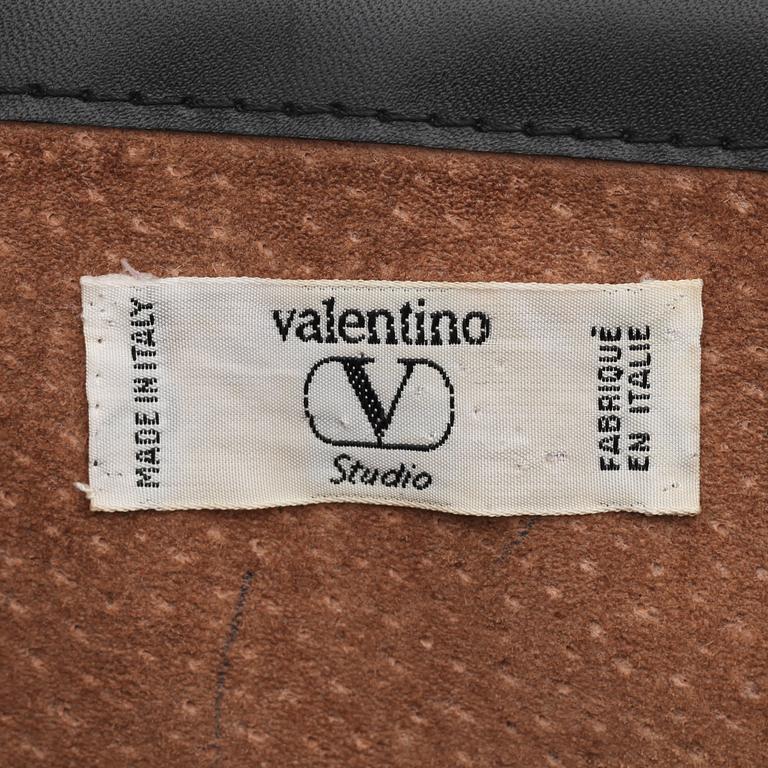 MADE IN ITALY
valentino
V
Studio
FABRIQUÉ
EN ITALIE